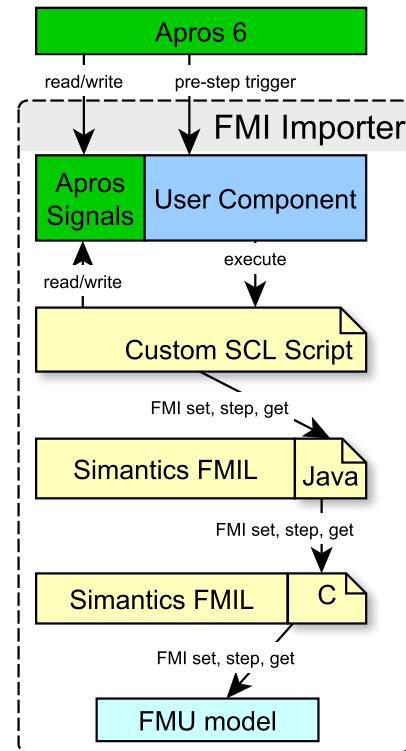 Apros 6
read/write
pre-step trigger
FMI Importer
Apros
Signals
User Component
execute
read/write
Custom SCL Script
FMI set, step, get
Simantics FMIL
Java
FMI set, step, get
Simantics FMIL
C
FMI set, step, get
FMU model